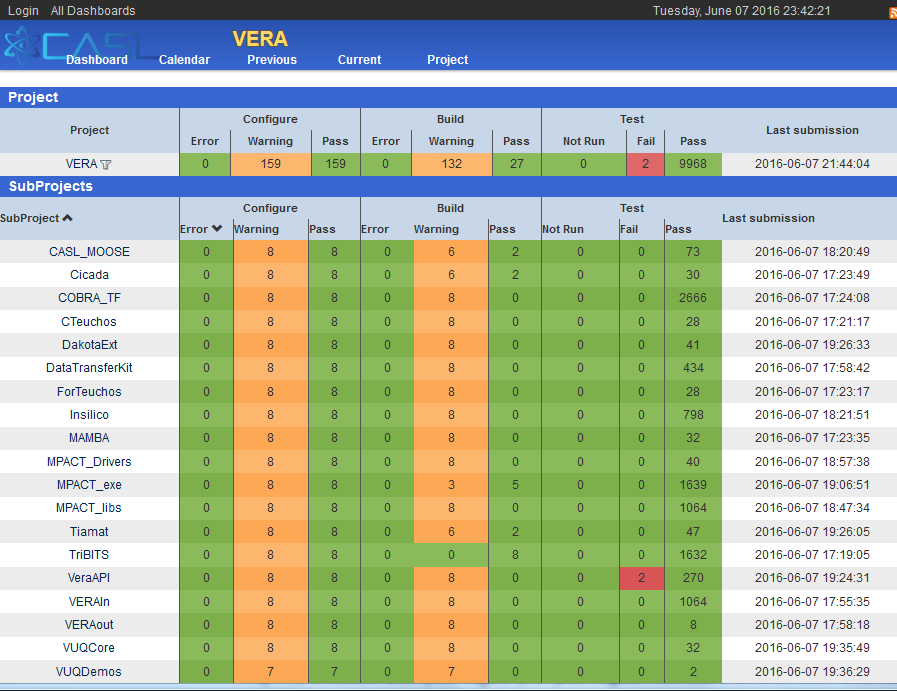 Login All Dashboards Tuesday, June 07 2016 23:42:21
CASL VERA
Dashboard Calendar Previous Current Project
Project
Project Configure Build Test Last submission
Error Warning Pass Error Warning Pass Not Run Fail Pass
VERA 0 159 159 0 132 27 0 2 9968 2016-06-07 21:44:04
SubProjects
SubProject Configure Build Test Last submission
Error Warning Pass Error Warning Pass Not Run Fail Pass
CASL_MOOSE 0 8 8 0 6 2 0 0 73 2016-06-07 18:20:49
Cicada 0 8 8 0 6 2 0 0 30 2016-06-07 17:23:49
COBRA_TF 0 8 8 0 8 0 0 0 2666 2016-06-07 17:24:08
CTeuchos 0 8 8 0 8 0 0 0 28 2016-06-07 17:21:17
DakotaExt 0 8 8 0 8 0 0 0 41 2016-06-07 19:26:33
DataTransferKit 0 8 8 0 8 0 0 0 434 2016-06-07 17:58:42
ForTeuchos 0 8 8 0 8 0 0 0 28 2016-06-07 17:23:17
Insilico 0 8 8 0 8 0 0 0 798 2016-06-07 18:21:51
MAMBA 0 8 8 0 8 0 0 0 32 2016-06-07 17:23:35
MPACT_Drivers 0 8 8 0 8 0 0 0 40 2016-06-07 18:57:38
MPACT_exe 0 8 8 0 3 5 0 0 1639 2016-06-07 19:06:51
MPACT_libs 0 8 8 0 8 0 0 0 1064 2016-06-07 18:47:34
Tiamat 0 8 8 0 6 2 0 0 47 2016-06-07 19:26:05
TriBITS 0 8 8 0 0 8 0 0 1632 2016-06-07 17:19:05
VeraAPI 0 8 8 0 8 0 0 2 270 2016-06-07 19:24:31
VERAIn 0 8 8 0 8 0 0 0 1064 2016-06-07 17:55:35
VERAout 0 8 8 0 8 0 0 0 8 2016-06-07 17:58:18
VUQCore 0 8 8 0 8 0 0 0 32 2016-06-07 19:35:49
VUQDemos 0 7 7 0 7 0 0 0 2 2016-06-07 19:36:29